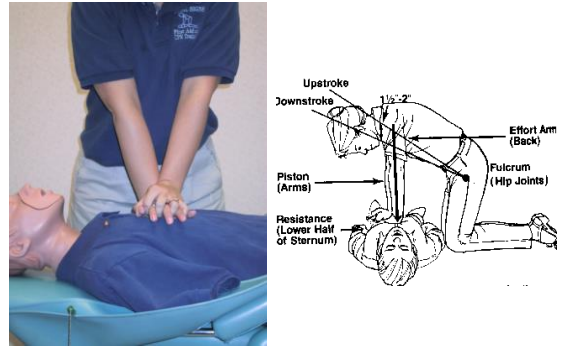 Upstroke
1½"-2"
Downstroke
Effort Arm
(Back)
Fulcrum
(Hip Joints)
Piston
(Arms)
Resistance
(Lower Half
of Sternum)